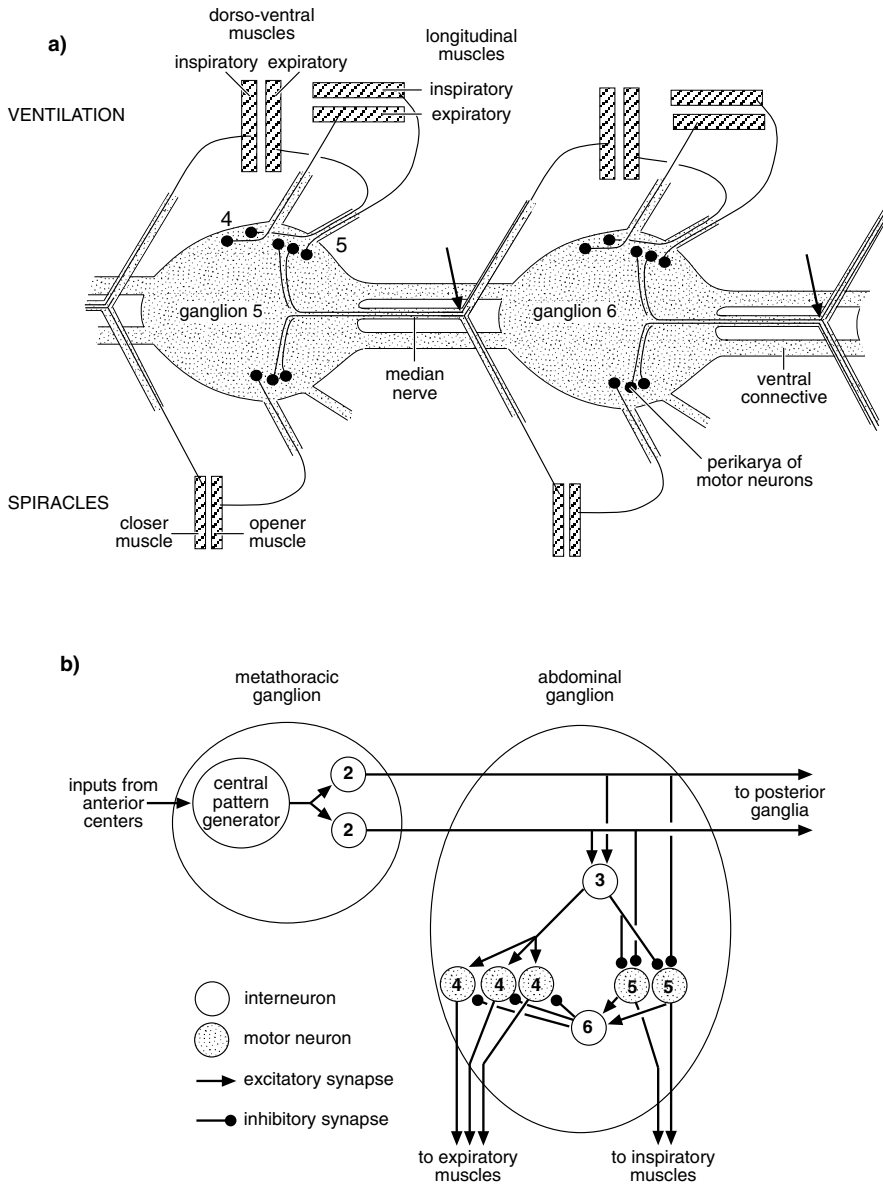 a)
dorso-ventral
muscles
inspiratory expiratory
longitudinal
muscles
inspiratory
expiratory
VENTILATION
4
5
ganglion 5
ganglion 6
median
nerve
ventral
connective
perikarya of
motor neurons
SPIRACLES
closer
muscle
opener
muscle
b)
metathoracic
ganglion
abdominal
ganglion
inputs from
anterior
centers
central
pattern
generator
2
2
to posterior
ganglia
3
4 4 4 5 5
6
interneuron
motor neuron
excitatory synapse
inhibitory synapse
to expiratory
muscles
to inspiratory
muscles